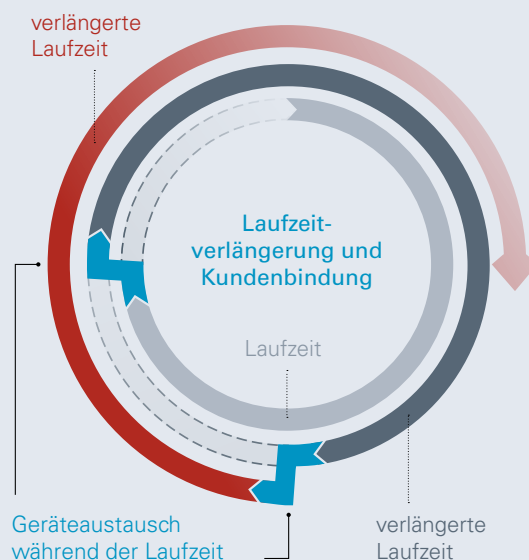 verlängerte
Laufzeit
Laufzeit-
verlängerung und
Kundenbindung
Laufzeit
Geräteaustausch
während der Laufzeit
verlängerte
Laufzeit